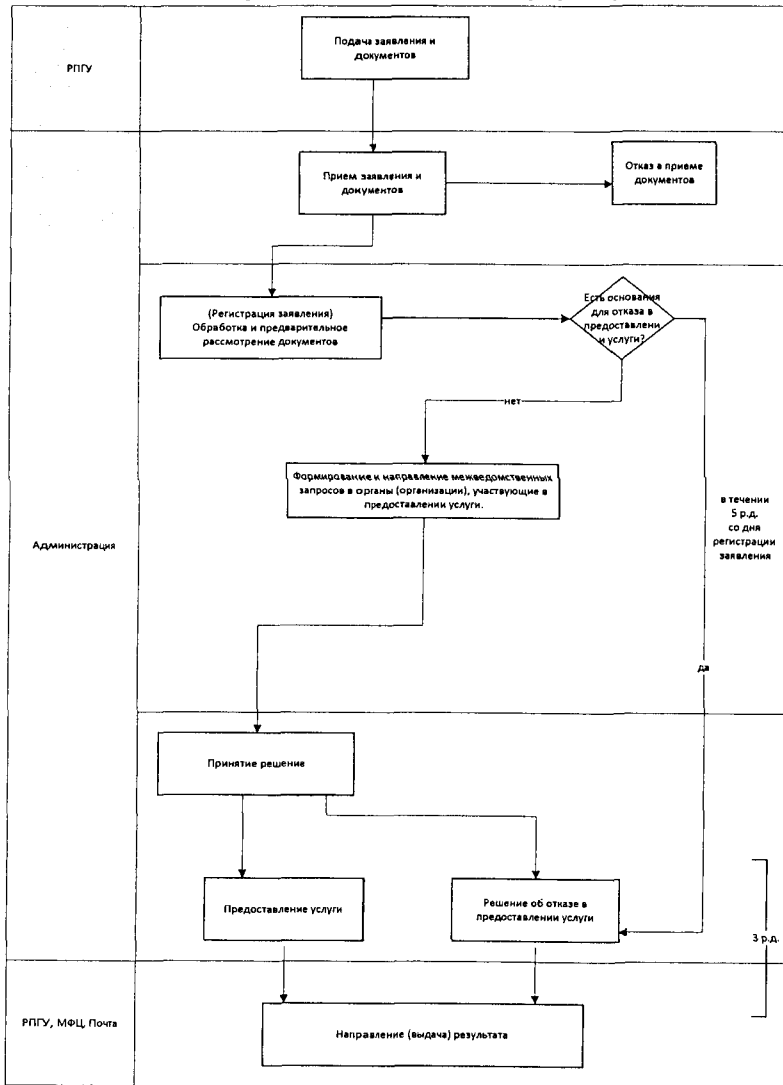 Подача заявления и
документов
РПГУ
Прием заявления и
документов
Отказ в приеме
документов
(Регистрация заявления)
Обработка и предварительное
рассмотрение документов
Есть основания
для отказа в
предоставлени
и услуги?
нет
Формирование и направление межведомственных
запросов в органы (организации), участвующие в
предоставлении услуги.
в течении
5 р.д.
со дня
регистрации
заявления
Администрация
да
Принятие решение
Предоставление услуги
Решение об отказе в
предоставлении услуги
3 р.д.
РПГУ, МФЦ, Почта
Направление (выдача) результата